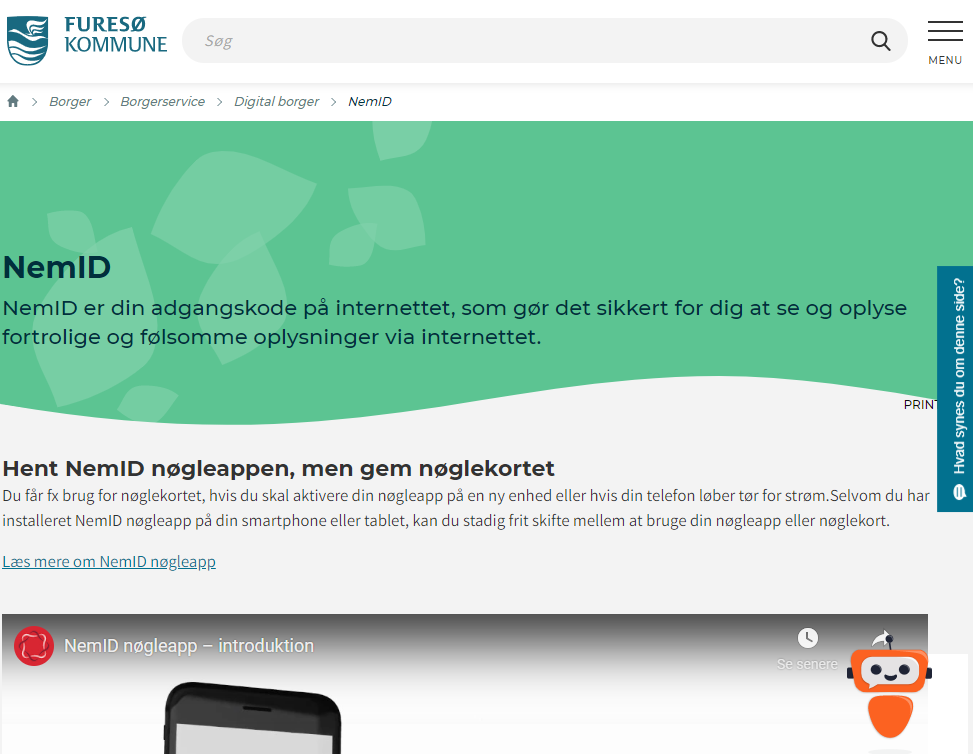 FURESØ
KOMMUNE
Søg
MENU
Borger > Borgerservice > Digital borger > NemID
NemID
NemID er din adgangskode på internettet, som gør det sikkert for dig at se og oplyse
fortrolige og følsomme oplysninger via internettet.
Hvad synes du om denne side?
PRINT
Hent NemID nøgleappen, men gem nøglekortet
Du får fx brug for nøglekortet, hvis du skal aktivere din nøgleapp på en ny enhed eller hvis din telefon løber tør for strøm.Selvom du har
installeret NemID nøgleapp på din smartphone eller tablet, kan du stadig frit skifte mellem at bruge din nøgleapp eller nøglekort.
Læs mere om NemID nøgleapp
NemID nøgleapp – introduktion
Se senere